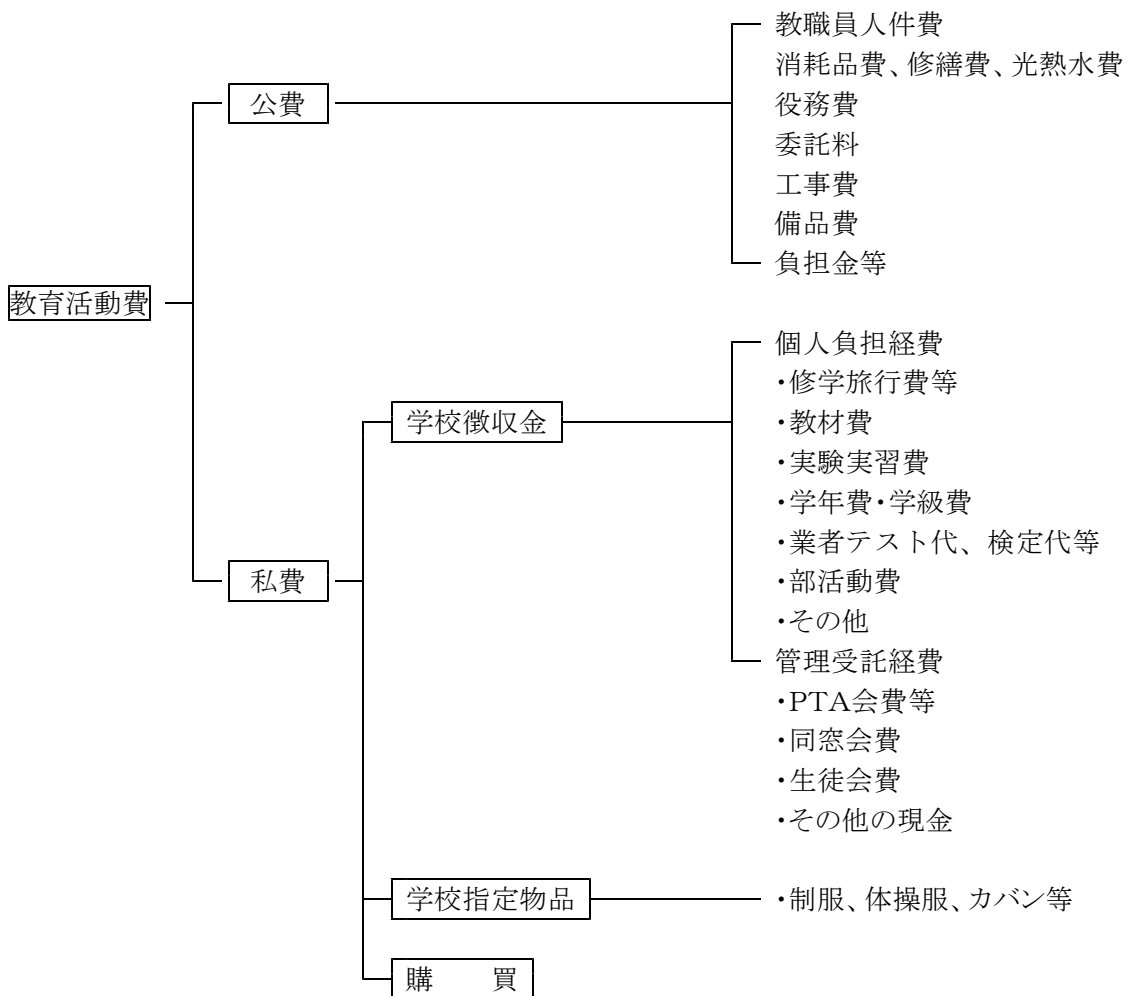 教育活動費
公費
教職員人件費
消耗品費、修繕費、光熱水費
役務費
委託料
工事費
備品費
負担金等
私費
学校徴収金
個人負担経費
・修学旅行費等
・教材費
・実験実習費
・学年費・学級費
・業者テスト代、検定代等
・部活動費
・その他
管理受託経費
・PTA会費等
・同窓会費
・生徒会費
・その他の現金
学校指定物品
・制服、体操服、カバン等
購　　買